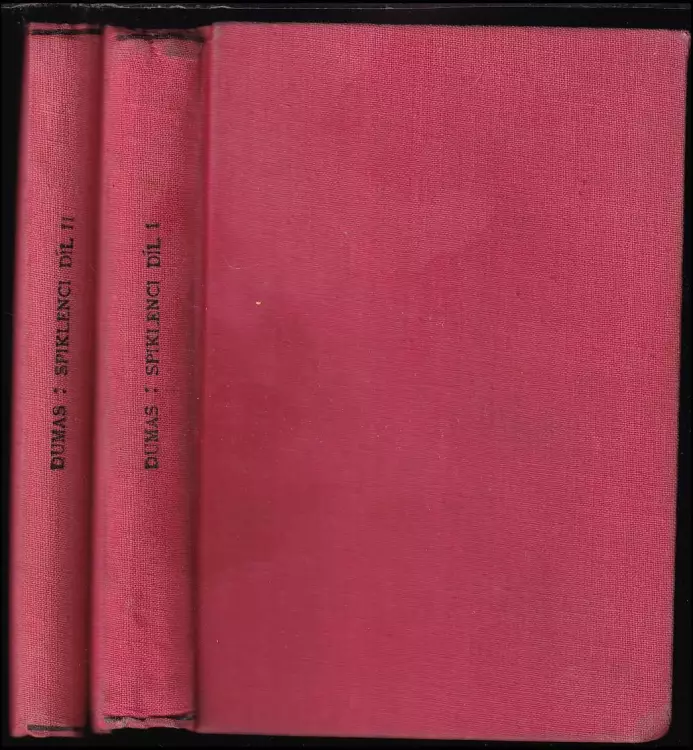 DUMAS : SPIKLENCI DÍL II
DUMAS : SPIKLENCI DÍL I